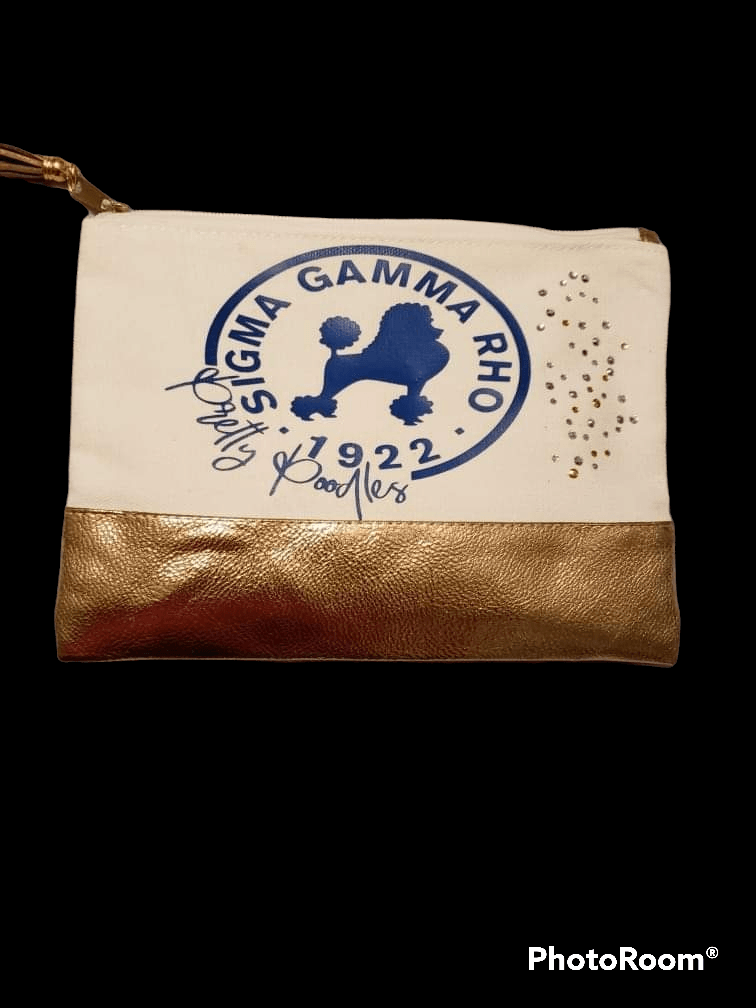 SIGMA GAMMA RHO
· 1922 ·
Pretty
Poodles
PhotoRoom®